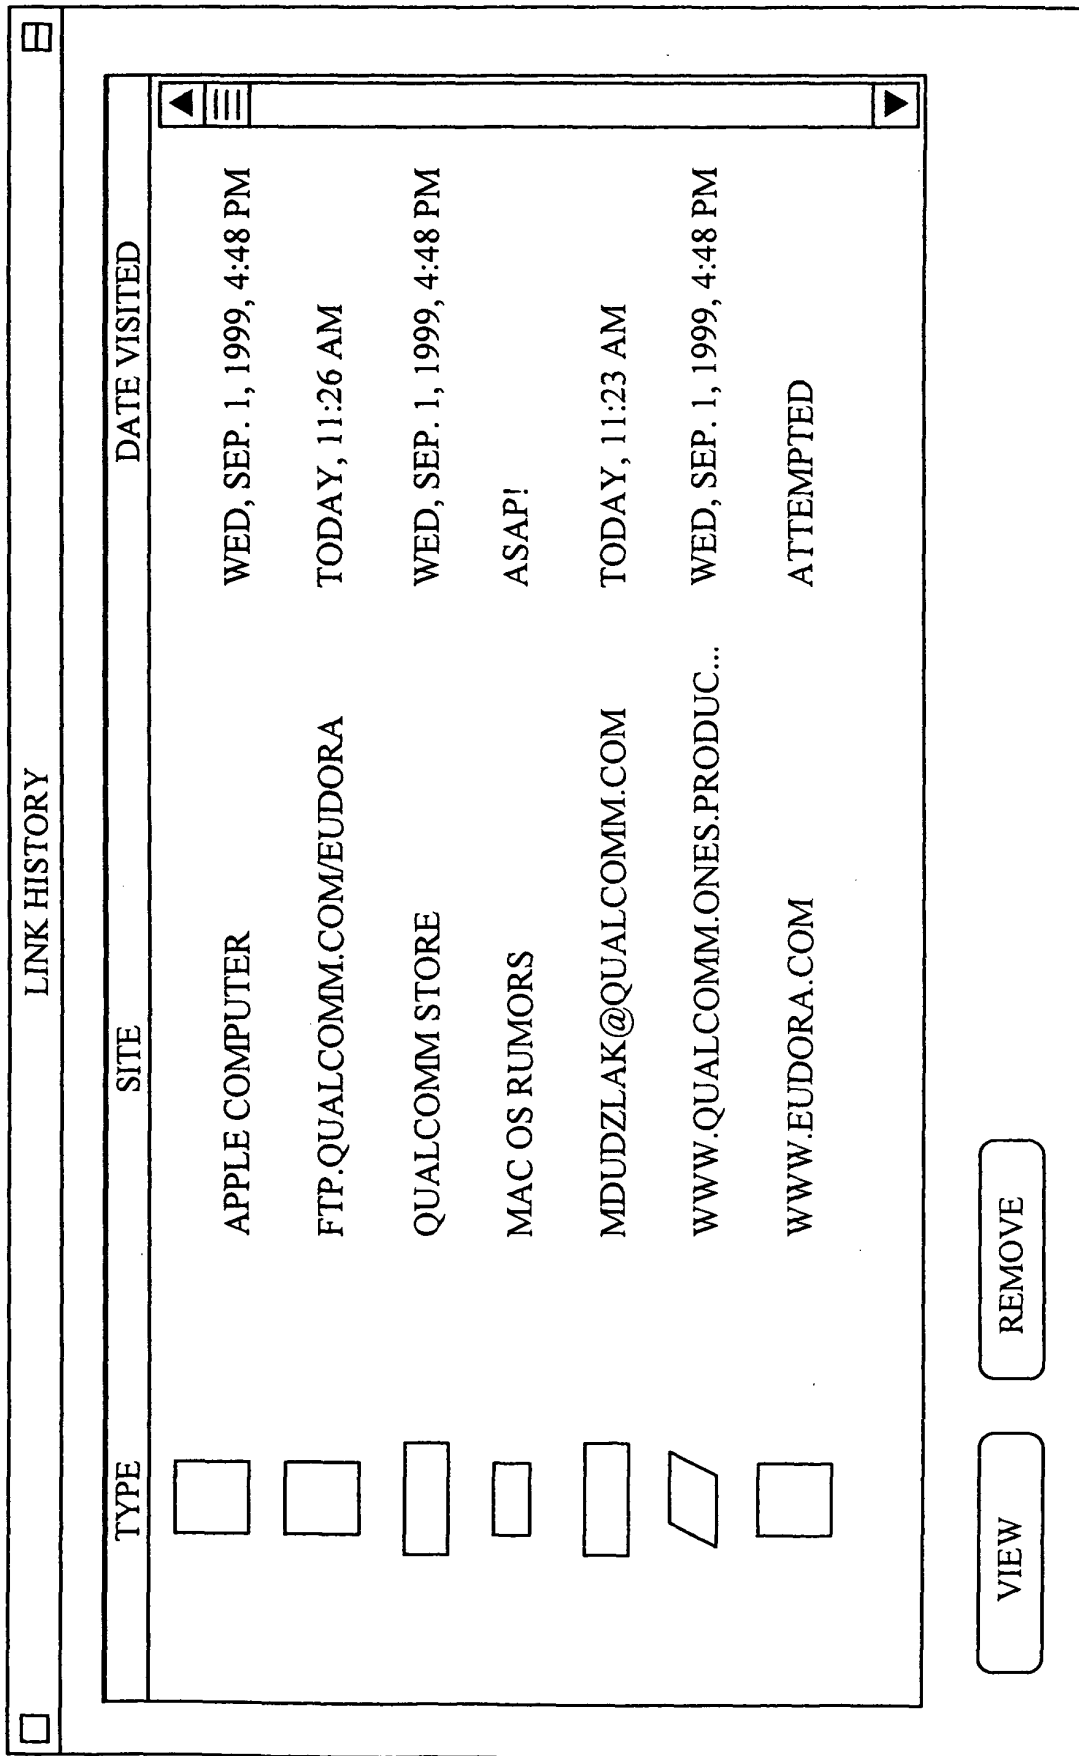 LINK HISTORY
TYPE SITE DATE VISITED
APPLE COMPUTER WED, SEP. 1, 1999, 4:48 PM
FTP.QUALCOMM.COM/EUDORA TODAY, 11:26 AM
QUALCOMM STORE WED, SEP. 1, 1999, 4:48 PM
MAC OS RUMORS ASAP!
MDUDZLAK@QUALCOMM.COM TODAY, 11:23 AM
WWW.QUALCOMM.ONES.PRODUC... WED, SEP. 1, 1999, 4:48 PM
WWW.EUDORA.COM ATTEMPTED
VIEW REMOVE